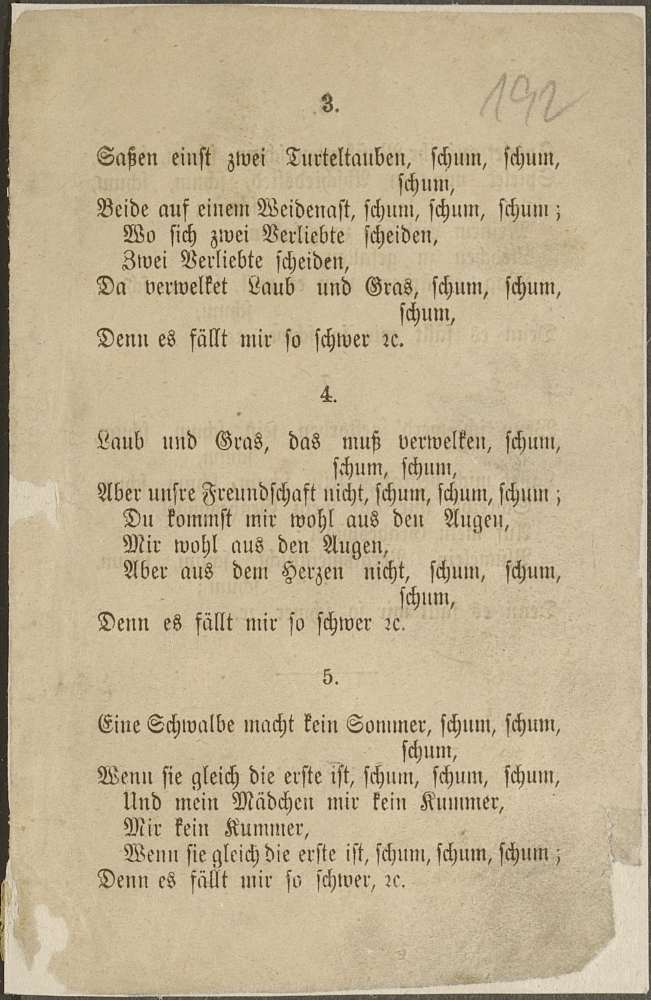 192
3.
Saßen einst zwei Turteltauben, schum, schum,
schum,
Beide auf einem Weidenast, schum, schum, schum;
Wo sich zwei Verliebte scheiden,
Zwei Verliebte scheiden,
Da verwelket Laub und Gras, schum, schum,
schum,
Denn es fällt mir so schwer ꝛc.
4.
Laub und Gras, das muß verwelken, schum,
schum, schum,
Aber unsre Freundschaft nicht, schum, schum, schum;
Du kommst mir wohl aus den Augen,
Mir wohl aus den Augen,
Aber aus dem Herzen nicht, schum, schum,
schum,
Denn es fällt mir so schwer ꝛc.
5.
Eine Schwalbe macht kein Sommer, schum, schum,
schum,
Wenn sie gleich die erste ist, schum, schum, schum,
Und mein Mädchen mir kein Kummer,
Mir kein Kummer,
Wenn sie gleich die erste ist, schum, schum, schum;
Denn es fällt mir so schwer, ꝛc.